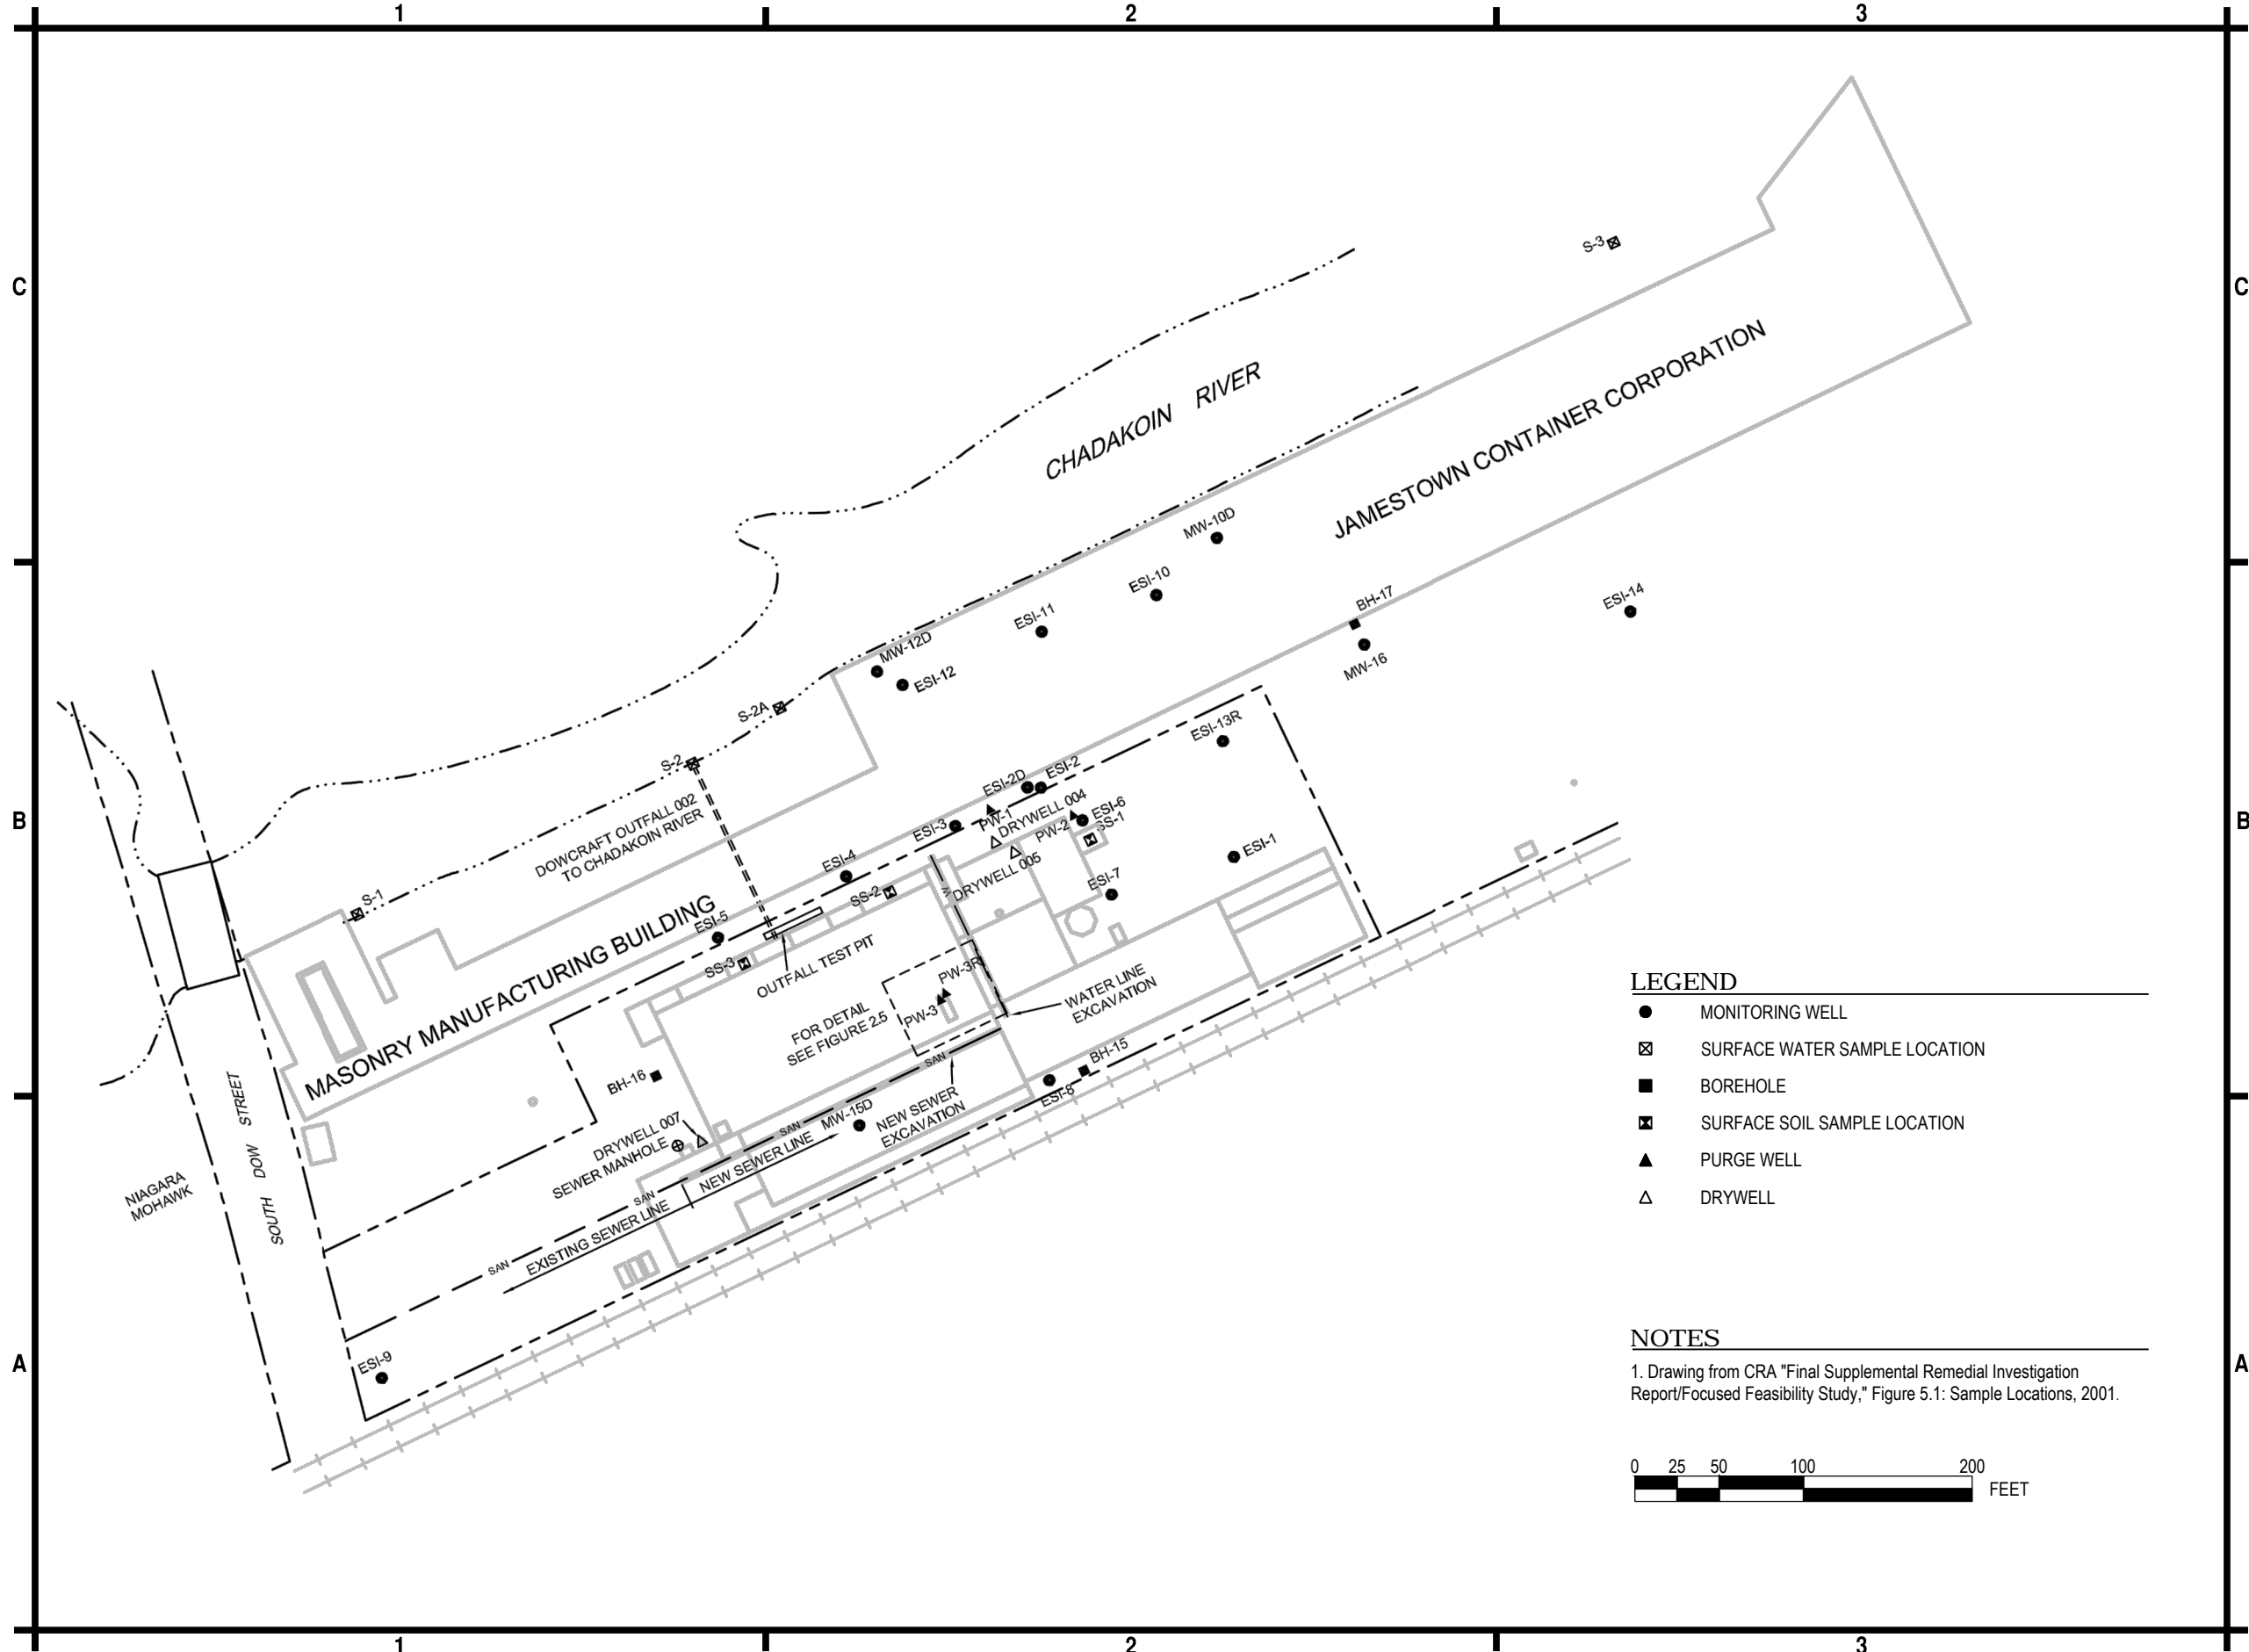 1
2
3
C
C
S-3
CHADAKOIN RIVER
JAMESTOWN CONTAINER CORPORATION
MW-10D
ESI-10
ESI-11
BH-17
ESI-14
MW-12D
ESI-12
MW-16
S-2A
ESI-13R
S-2
ESI-2D
ESI-2
B
B
DOWCRAFT OUTFALL 002
TO CHADAKOIN RIVER
PW-1
DRYWELL 004
ESI-6
SS-1
PW-2
ESI-3
ESI-4
ESI-1
DRYWELL 005
W
ESI-7
SS-2
S-1
ESI-5
MASONRY MANUFACTURING BUILDING
SS-3
OUTFALL TEST PIT
PW-3R
PW-3
WATER LINE
EXCAVATION
FOR DETAIL
SEE FIGURE 2.5
SAN
BH-15
ESI-8
BH-16
MW-15D
NEW SEWER
EXCAVATION
SAN
NEW SEWER LINE
DRYWELL 007
SEWER MANHOLE
SAN
EXISTING SEWER LINE
SAN
NIAGARA
MOHAWK
SOUTH DOW STREET
ESI-9
A
A
LEGEND
MONITORING WELL
SURFACE WATER SAMPLE LOCATION
BOREHOLE
SURFACE SOIL SAMPLE LOCATION
PURGE WELL
DRYWELL
NOTES
1. Drawing from CRA "Final Supplemental Remedial Investigation
Report/Focused Feasibility Study," Figure 5.1: Sample Locations, 2001.
0 25 50 100 200
FEET
1
2
3